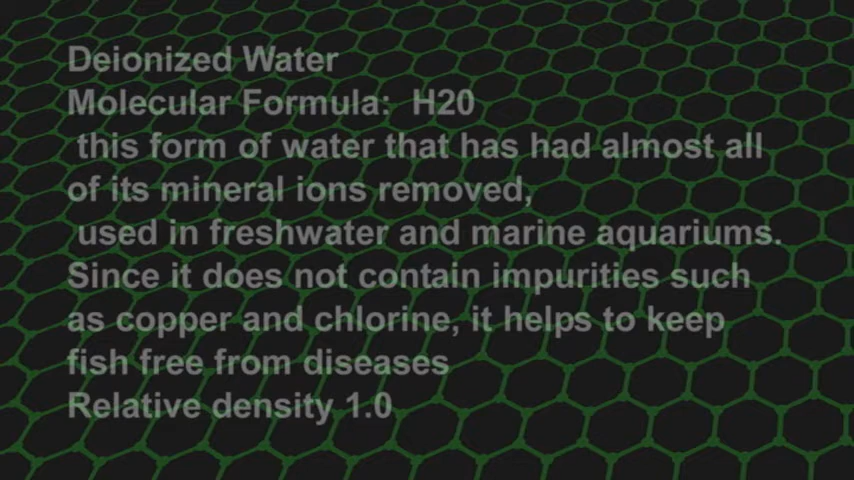 Deionized Water
Molecular Formula:  H20
this form of water that has had almost all
of its mineral ions removed,
used in freshwater and marine aquariums.
Since it does not contain impurities such
as copper and chlorine, it helps to keep
fish free from diseases
Relative density 1.0